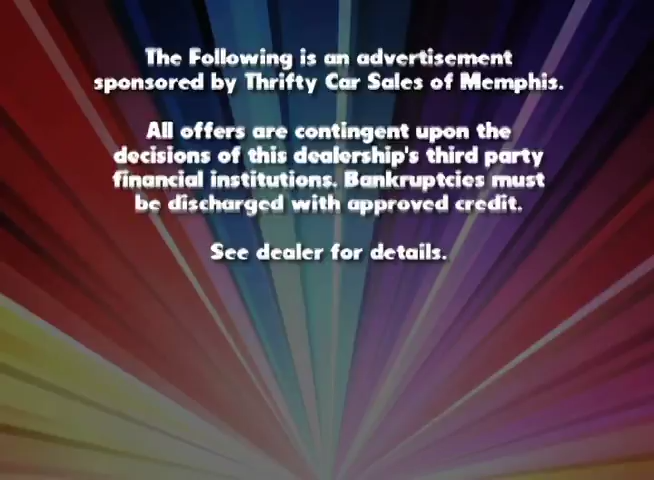 The Following is an advertisement
sponsored by Thrifty Car Sales of Memphis.
All offers are contingent upon the
decisions of this dealership's third party
financial institutions. Bankruptcies must
be discharged with approved credit.
See dealer for details.